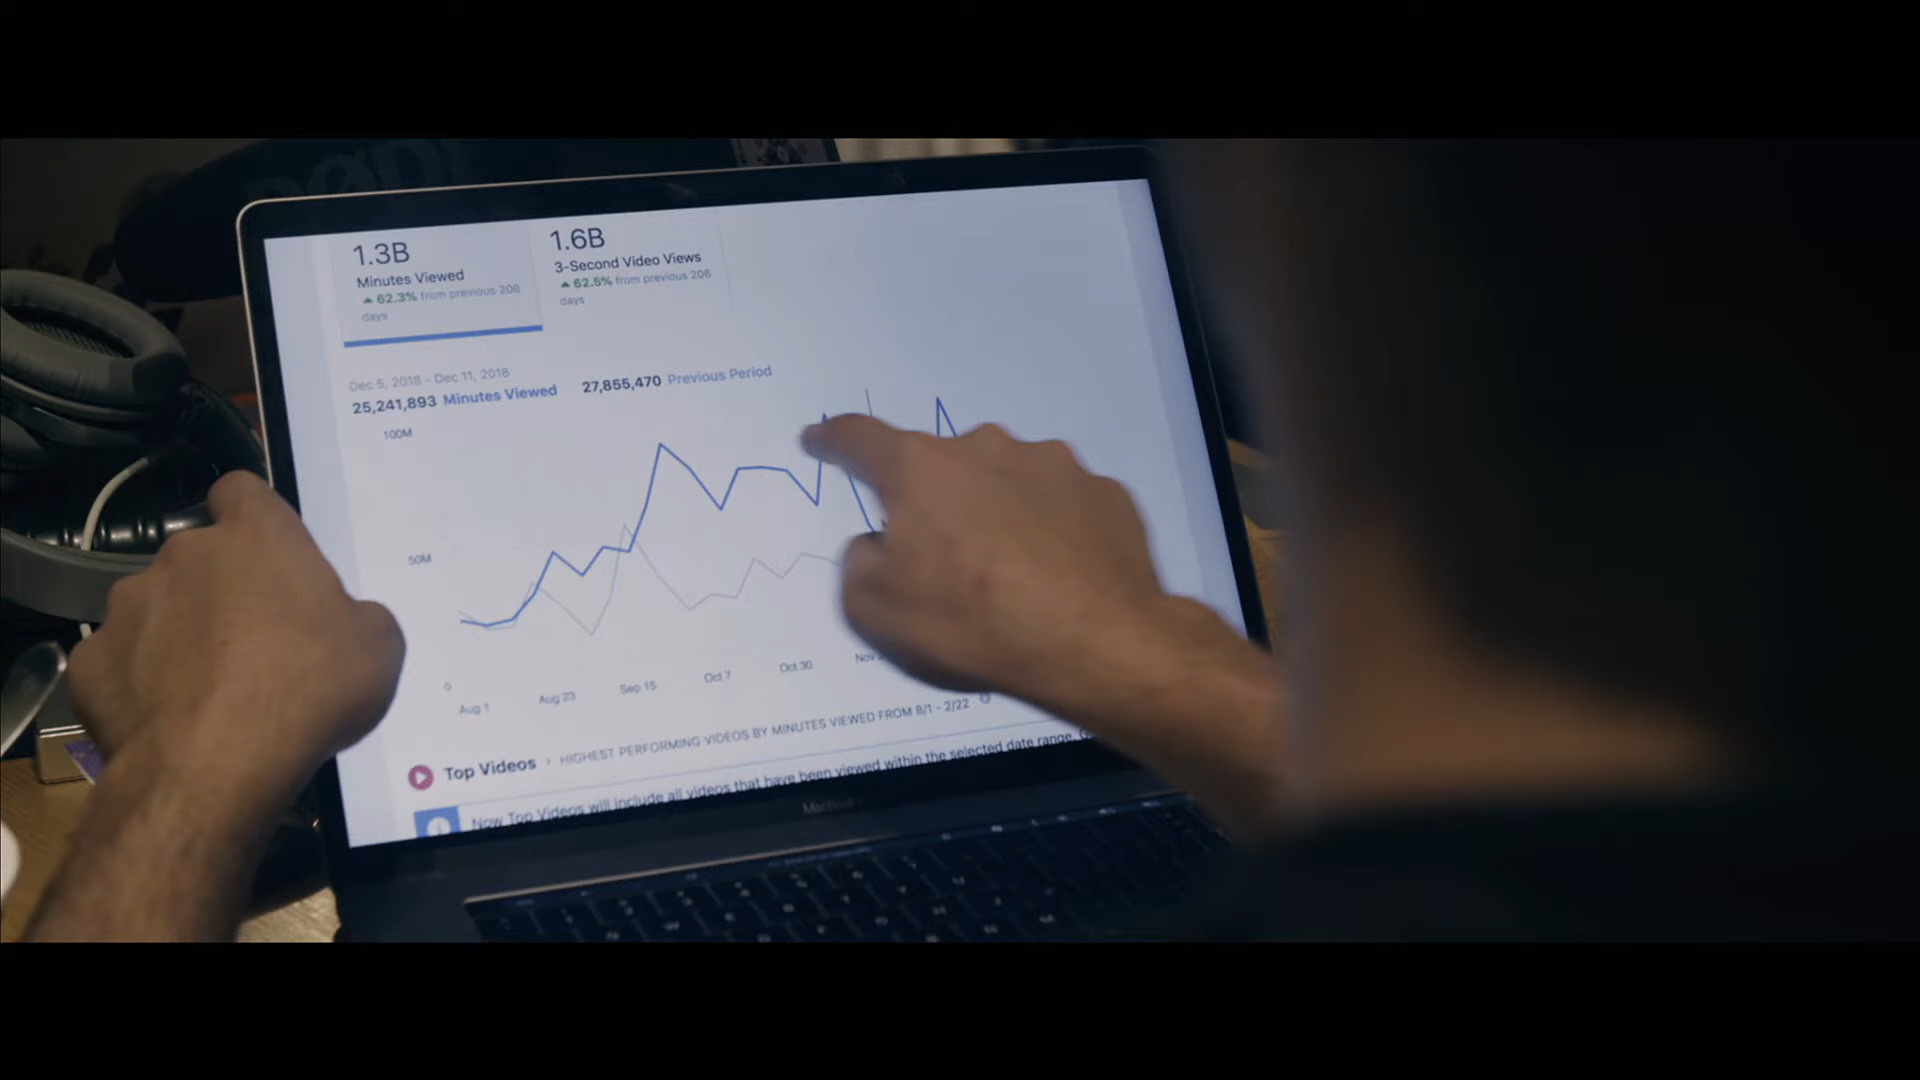 1.3B
Minutes Viewed
62.3% from previous 206
days
1.6B
3-Second Video Views
62.5% from previous 206
days
Dec 5, 2018 - Dec 11, 2018
25,241,893 Minutes Viewed 27,855,470 Previous Period
100M
50M
0
Aug 1 Aug 23 Sep 15 Oct 7 Oct 30 Nov
Top Videos > HIGHEST PERFORMING VIDEOS BY MINUTES VIEWED FROM 8/1 - 2/22
Now Top Videos will include all videos that have been viewed within the selected date range.
MacBook